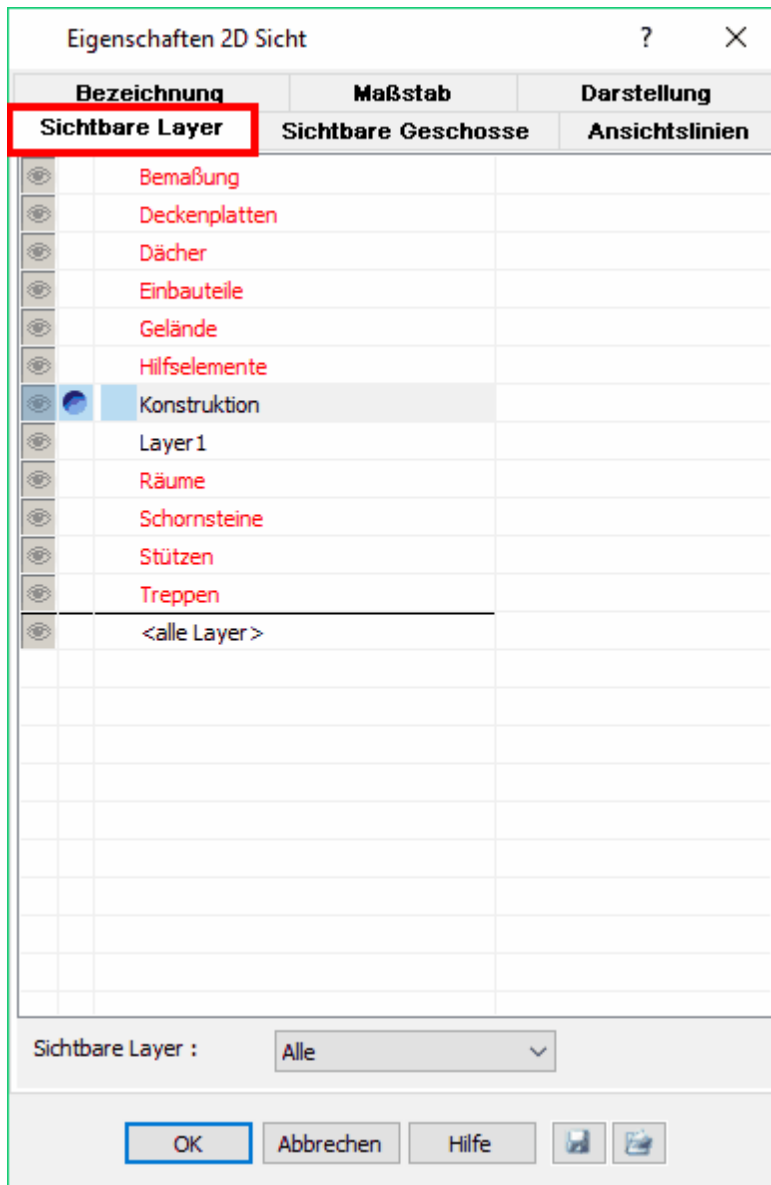 Eigenschaften 2D Sicht ?
Bezeichnung Maßstab Darstellung
Sichtbare Layer Sichtbare Geschosse Ansichtslinien
Bemaßung
Deckenplatten
Dächer
Einbauteile
Gelände
Hilfselemente
Konstruktion
Layer1
Räume
Schornsteine
Stützen
Treppen
<alle Layer>
Sichtbare Layer : Alle
OK Abbrechen Hilfe